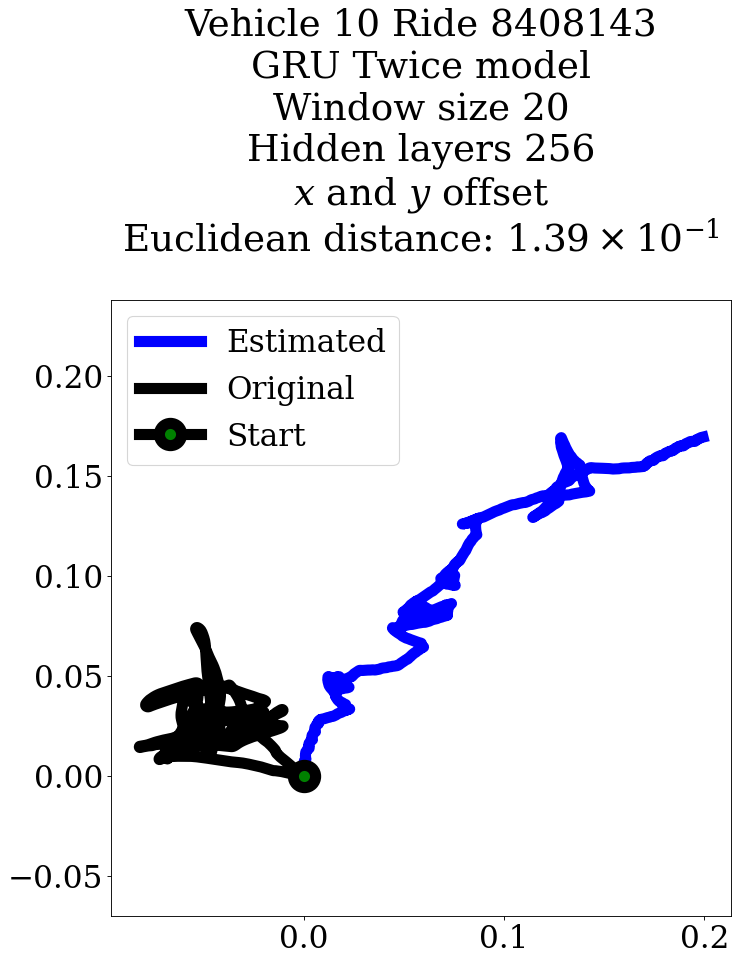 Vehicle 10 Ride 8408143
GRU Twice model
Window size 20
Hidden layers 256
x and y offset
Euclidean distance: 1.39 × 10⁻¹
Estimated
Original
Start
0.20
0.15
0.10
0.05
0.00
−0.05
0.0 0.1 0.2